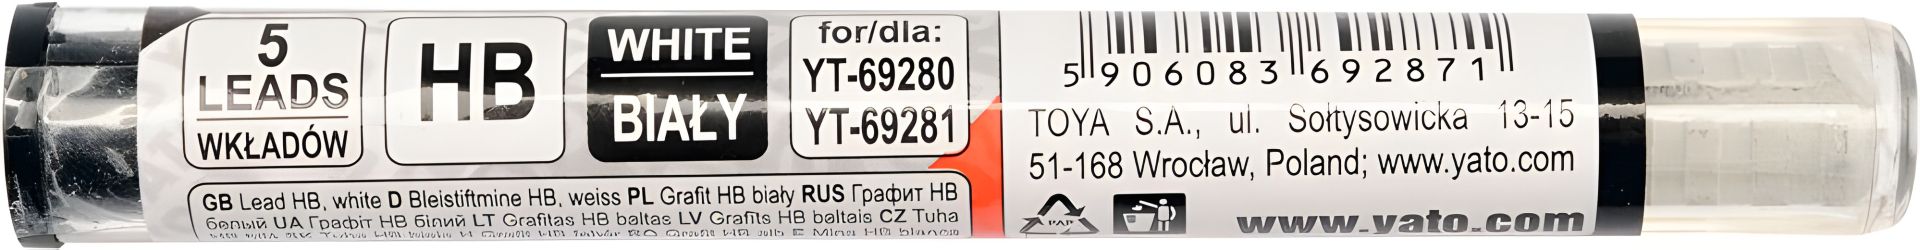 5
LEADS
WKŁADÓW
HB
WHITE
BIAŁY
for/dla:
YT-69280
YT-69281
GB Lead HB, white D Bleistiftmine HB, weiss PL Grafit HB biały RUS Графит HB
белый UA Графіт HB білий LT Grafitas HB baltas LV Grafīts HB baltais CZ Tuha
5 906083 692871
TOYA S.A., ul. Sołtysowicka 13-15
51-168 Wrocław, Poland; www.yato.com
PAP
www.yato.com